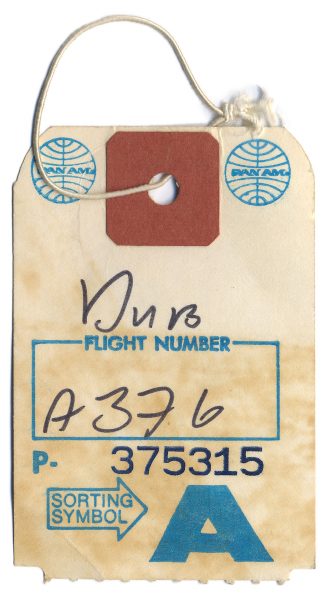 PAN AM PAN AM
FLIGHT NUMBER
A376
P- 375315
SORTING
SYMBOL
A